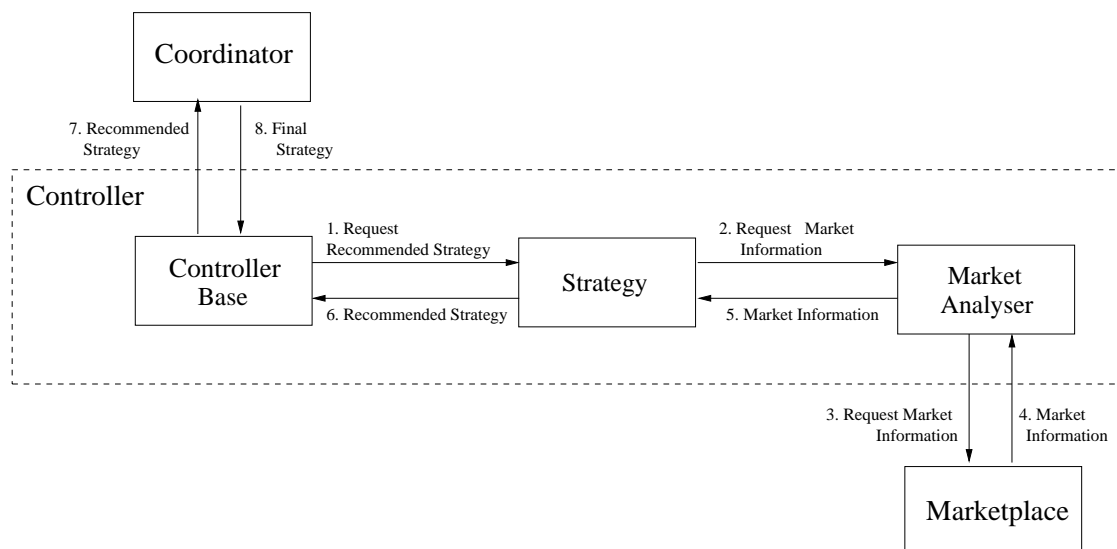 Coordinator
7. Recommended
Strategy
8. Final
Strategy
Controller
Controller
Base
1. Request
Recommended Strategy
6. Recommended Strategy
Strategy
2. Request Market
Information
5. Market Information
Market
Analyser
3. Request Market
Information
4. Market
Information
Marketplace